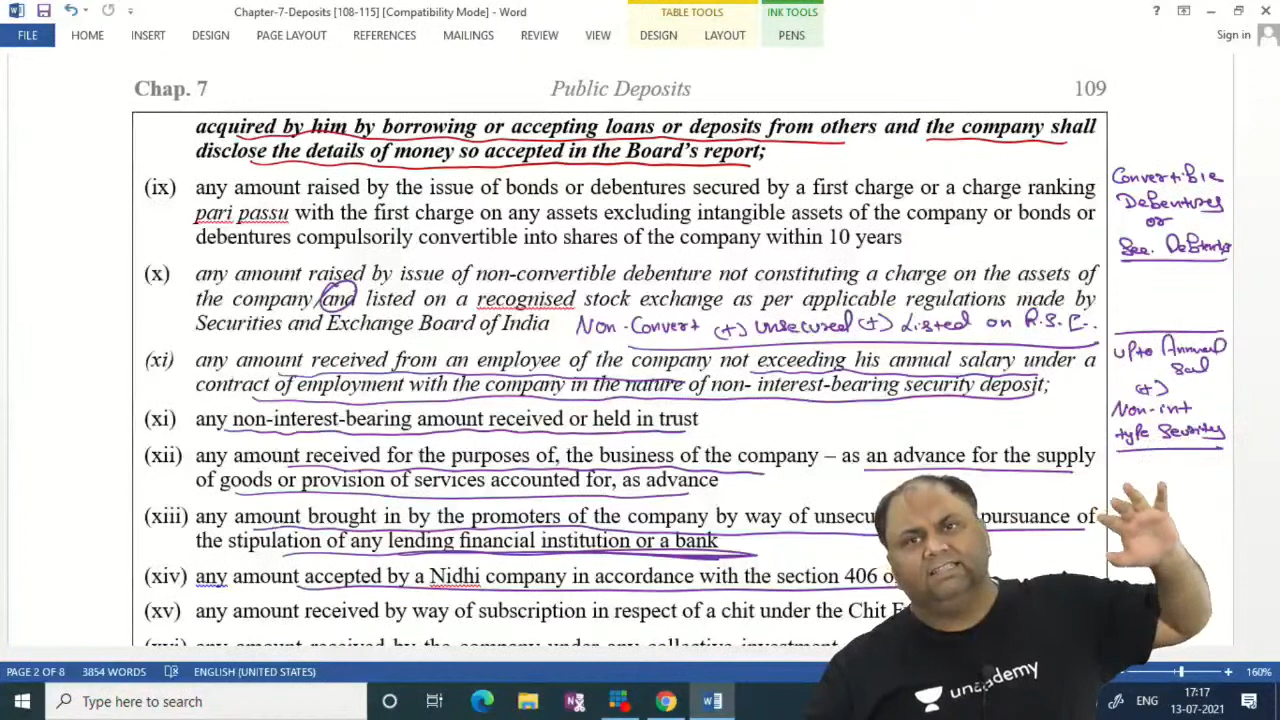 Chapter-7-Deposits [108-115] [Compatibility Mode] - Word
TABLE TOOLS
INK TOOLS
FILE HOME INSERT DESIGN PAGE LAYOUT REFERENCES MAILINGS REVIEW VIEW DESIGN LAYOUT PENS
Sign in
Chap. 7 Public Deposits 109
acquired by him by borrowing or accepting loans or deposits from others and the company shall
disclose the details of money so accepted in the Board's report;
(ix) any amount raised by the issue of bonds or debentures secured by a first charge or a charge ranking
pari passu with the first charge on any assets excluding intangible assets of the company or bonds or
debentures compulsorily convertible into shares of the company within 10 years
Convertible
Debentures
or
Sec. Debentures
(x) any amount raised by issue of non-convertible debenture not constituting a charge on the assets of
the company and listed on a recognised stock exchange as per applicable regulations made by
Securities and Exchange Board of India
Non-Convert (+) Unsecured (+) Listed on R.S.E.
(xi) any amount received from an employee of the company not exceeding his annual salary under a
contract of employment with the company in the nature of non- interest-bearing security deposit;
upto Annual
Sal
(+)
Non-int
type Security
(xi) any non-interest-bearing amount received or held in trust
(xii) any amount received for the purposes of, the business of the company – as an advance for the supply
of goods or provision of services accounted for, as advance
(xiii) any amount brought in by the promoters of the company by way of pursuance of
the stipulation of any lending financial institution or a bank
(xiv) any amount accepted by a Nidhi company in accordance with the section 406
(xv) any amount received by way of subscription in respect of a chit under the Chit
any amount received by the company under any collective investment
unacademy
PAGE 2 OF 8 3854 WORDS ENGLISH (UNITED STATES) 160%
Type here to search
ENG
17:17
13-07-2021